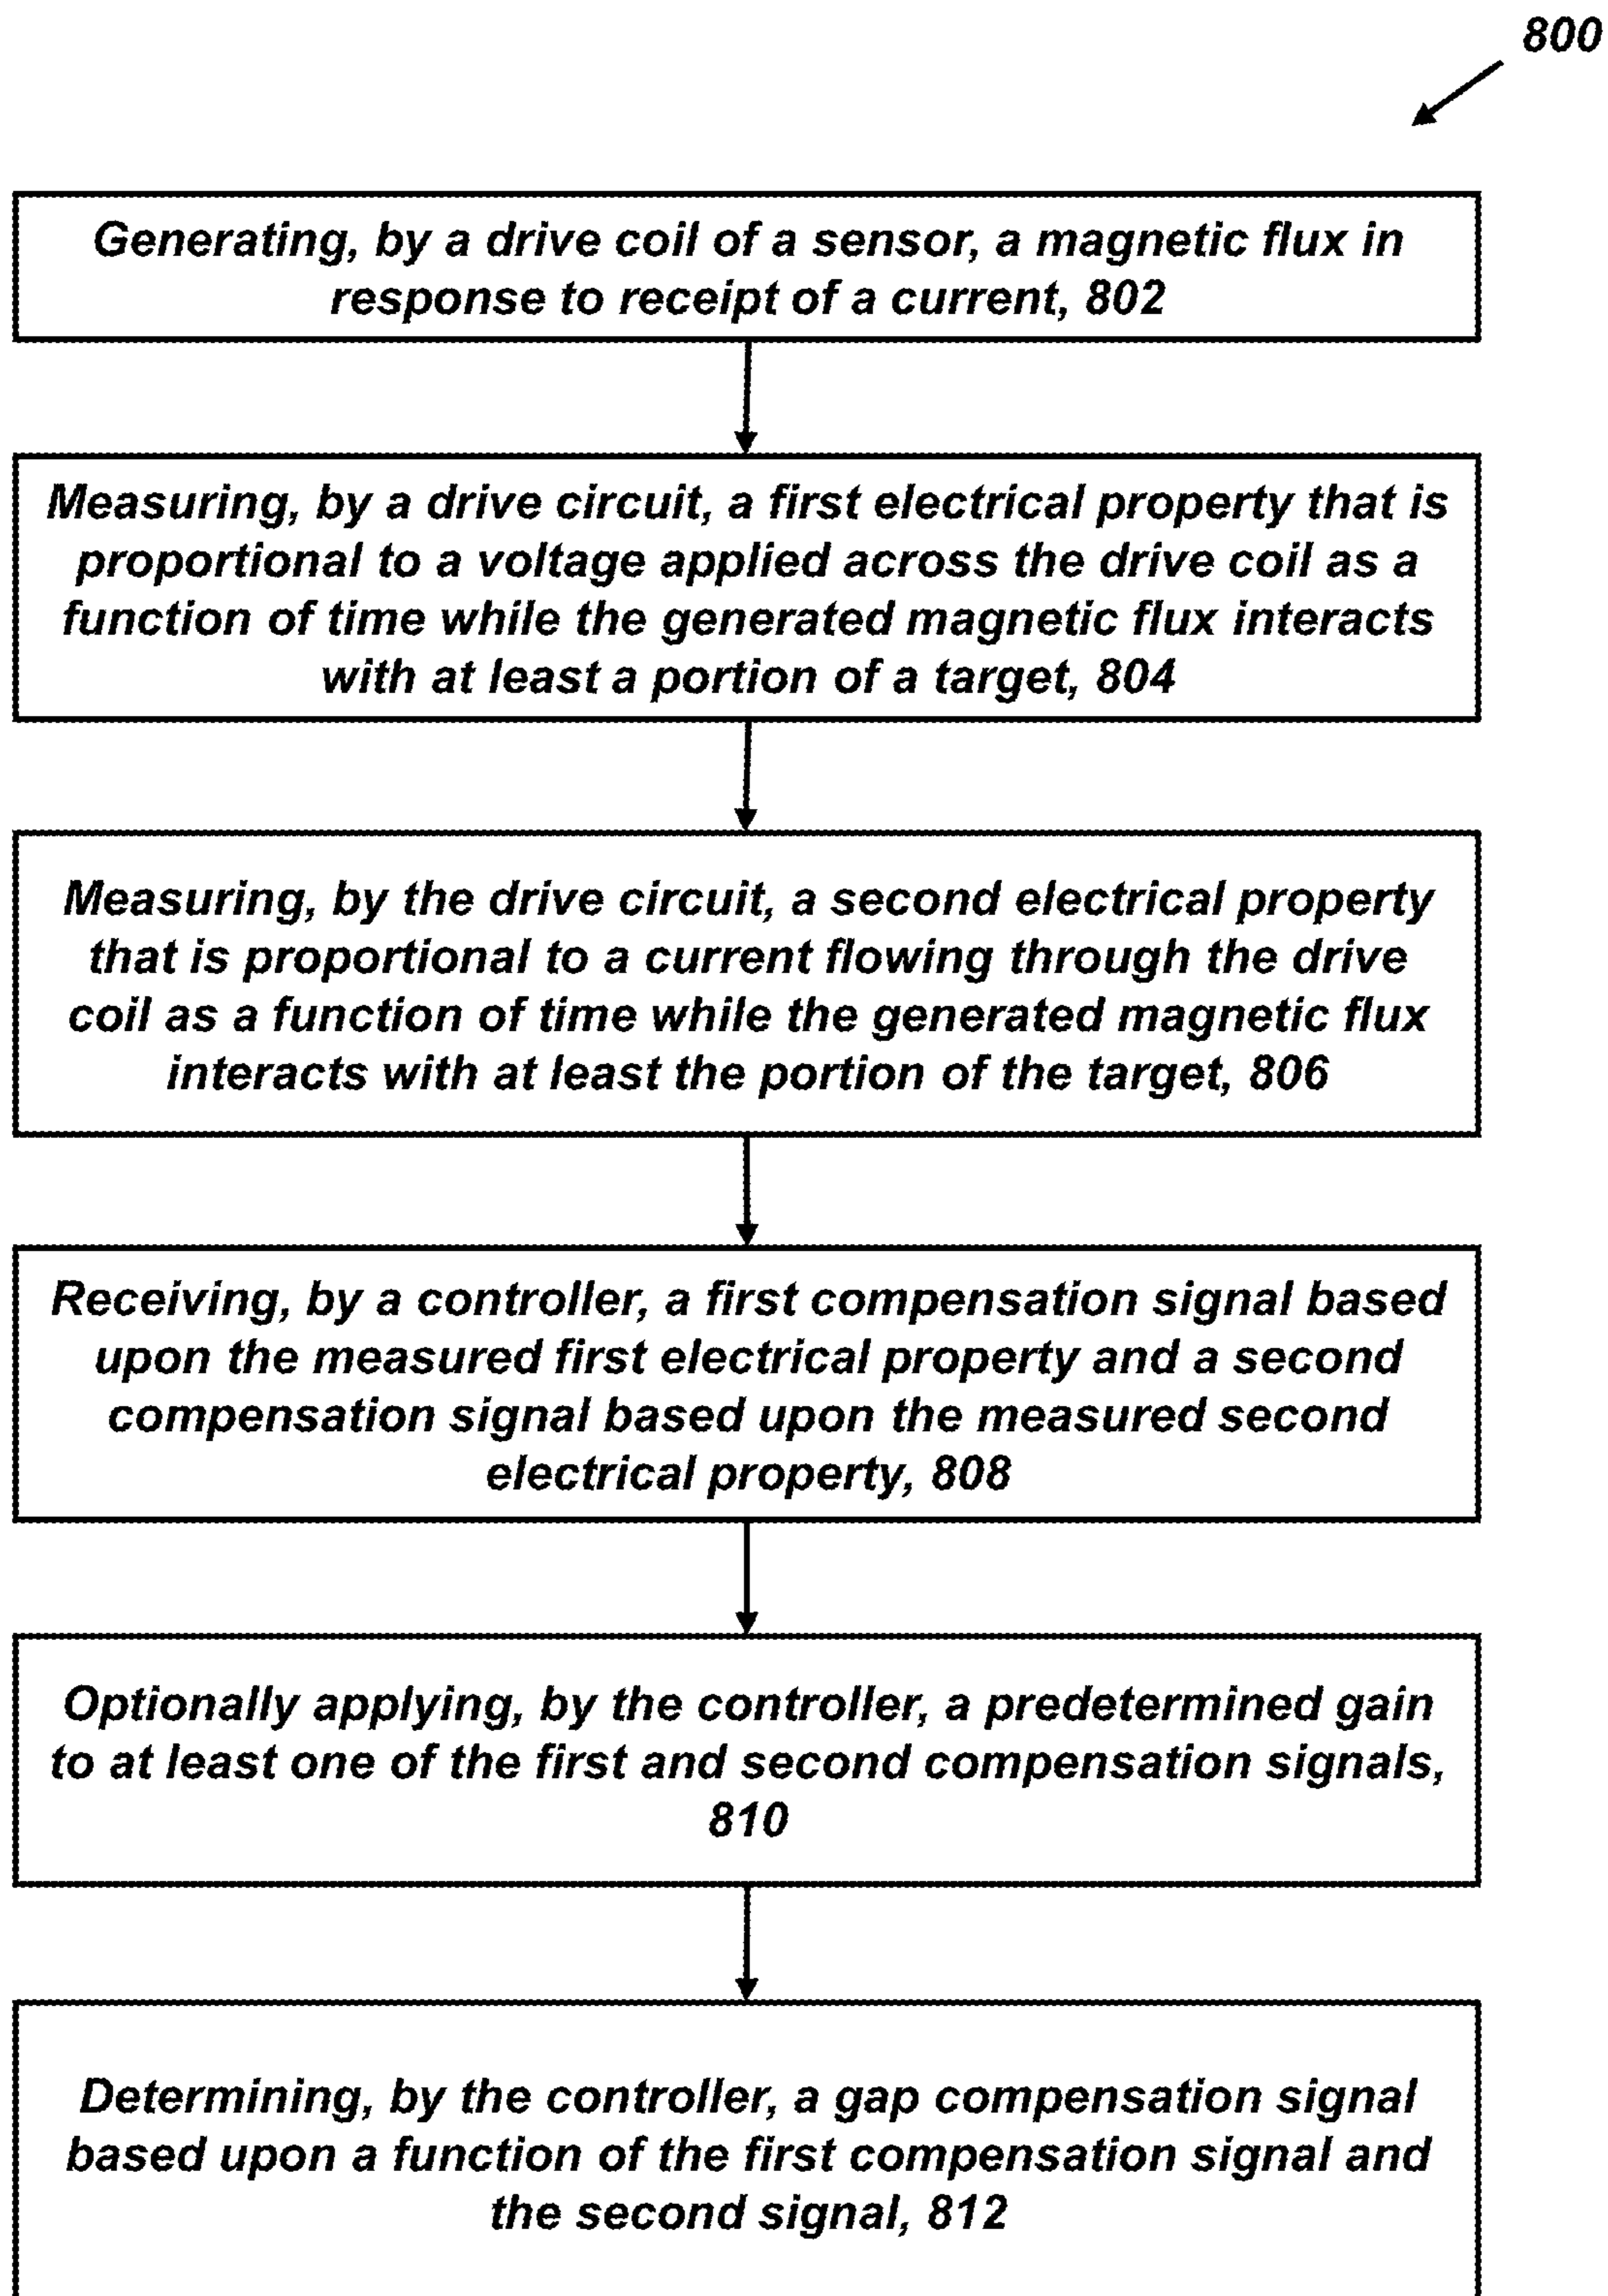 800
Generating, by a drive coil of a sensor, a magnetic flux in
response to receipt of a current, 802
Measuring, by a drive circuit, a first electrical property that is
proportional to a voltage applied across the drive coil as a
function of time while the generated magnetic flux interacts
with at least a portion of a target, 804
Measuring, by the drive circuit, a second electrical property
that is proportional to a current flowing through the drive
coil as a function of time while the generated magnetic flux
interacts with at least the portion of the target, 806
Receiving, by a controller, a first compensation signal based
upon the measured first electrical property and a second
compensation signal based upon the measured second
electrical property, 808
Optionally applying, by the controller, a predetermined gain
to at least one of the first and second compensation signals,
810
Determining, by the controller, a gap compensation signal
based upon a function of the first compensation signal and
the second signal, 812